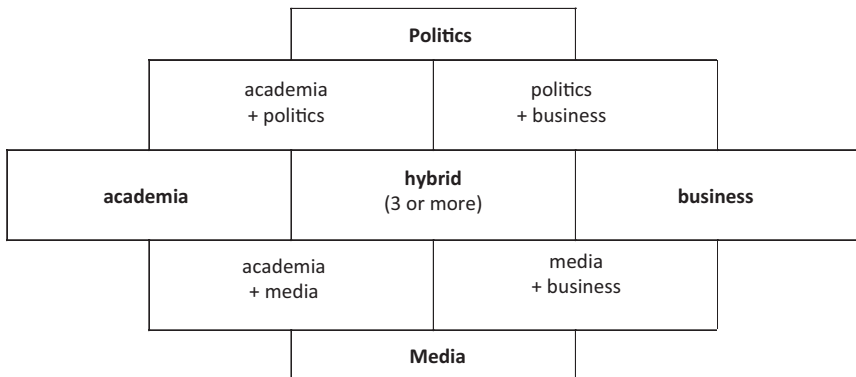 Politics
academia
+ politics
politics
+ business
academia
hybrid
(3 or more)
business
academia
+ media
media
+ business
Media